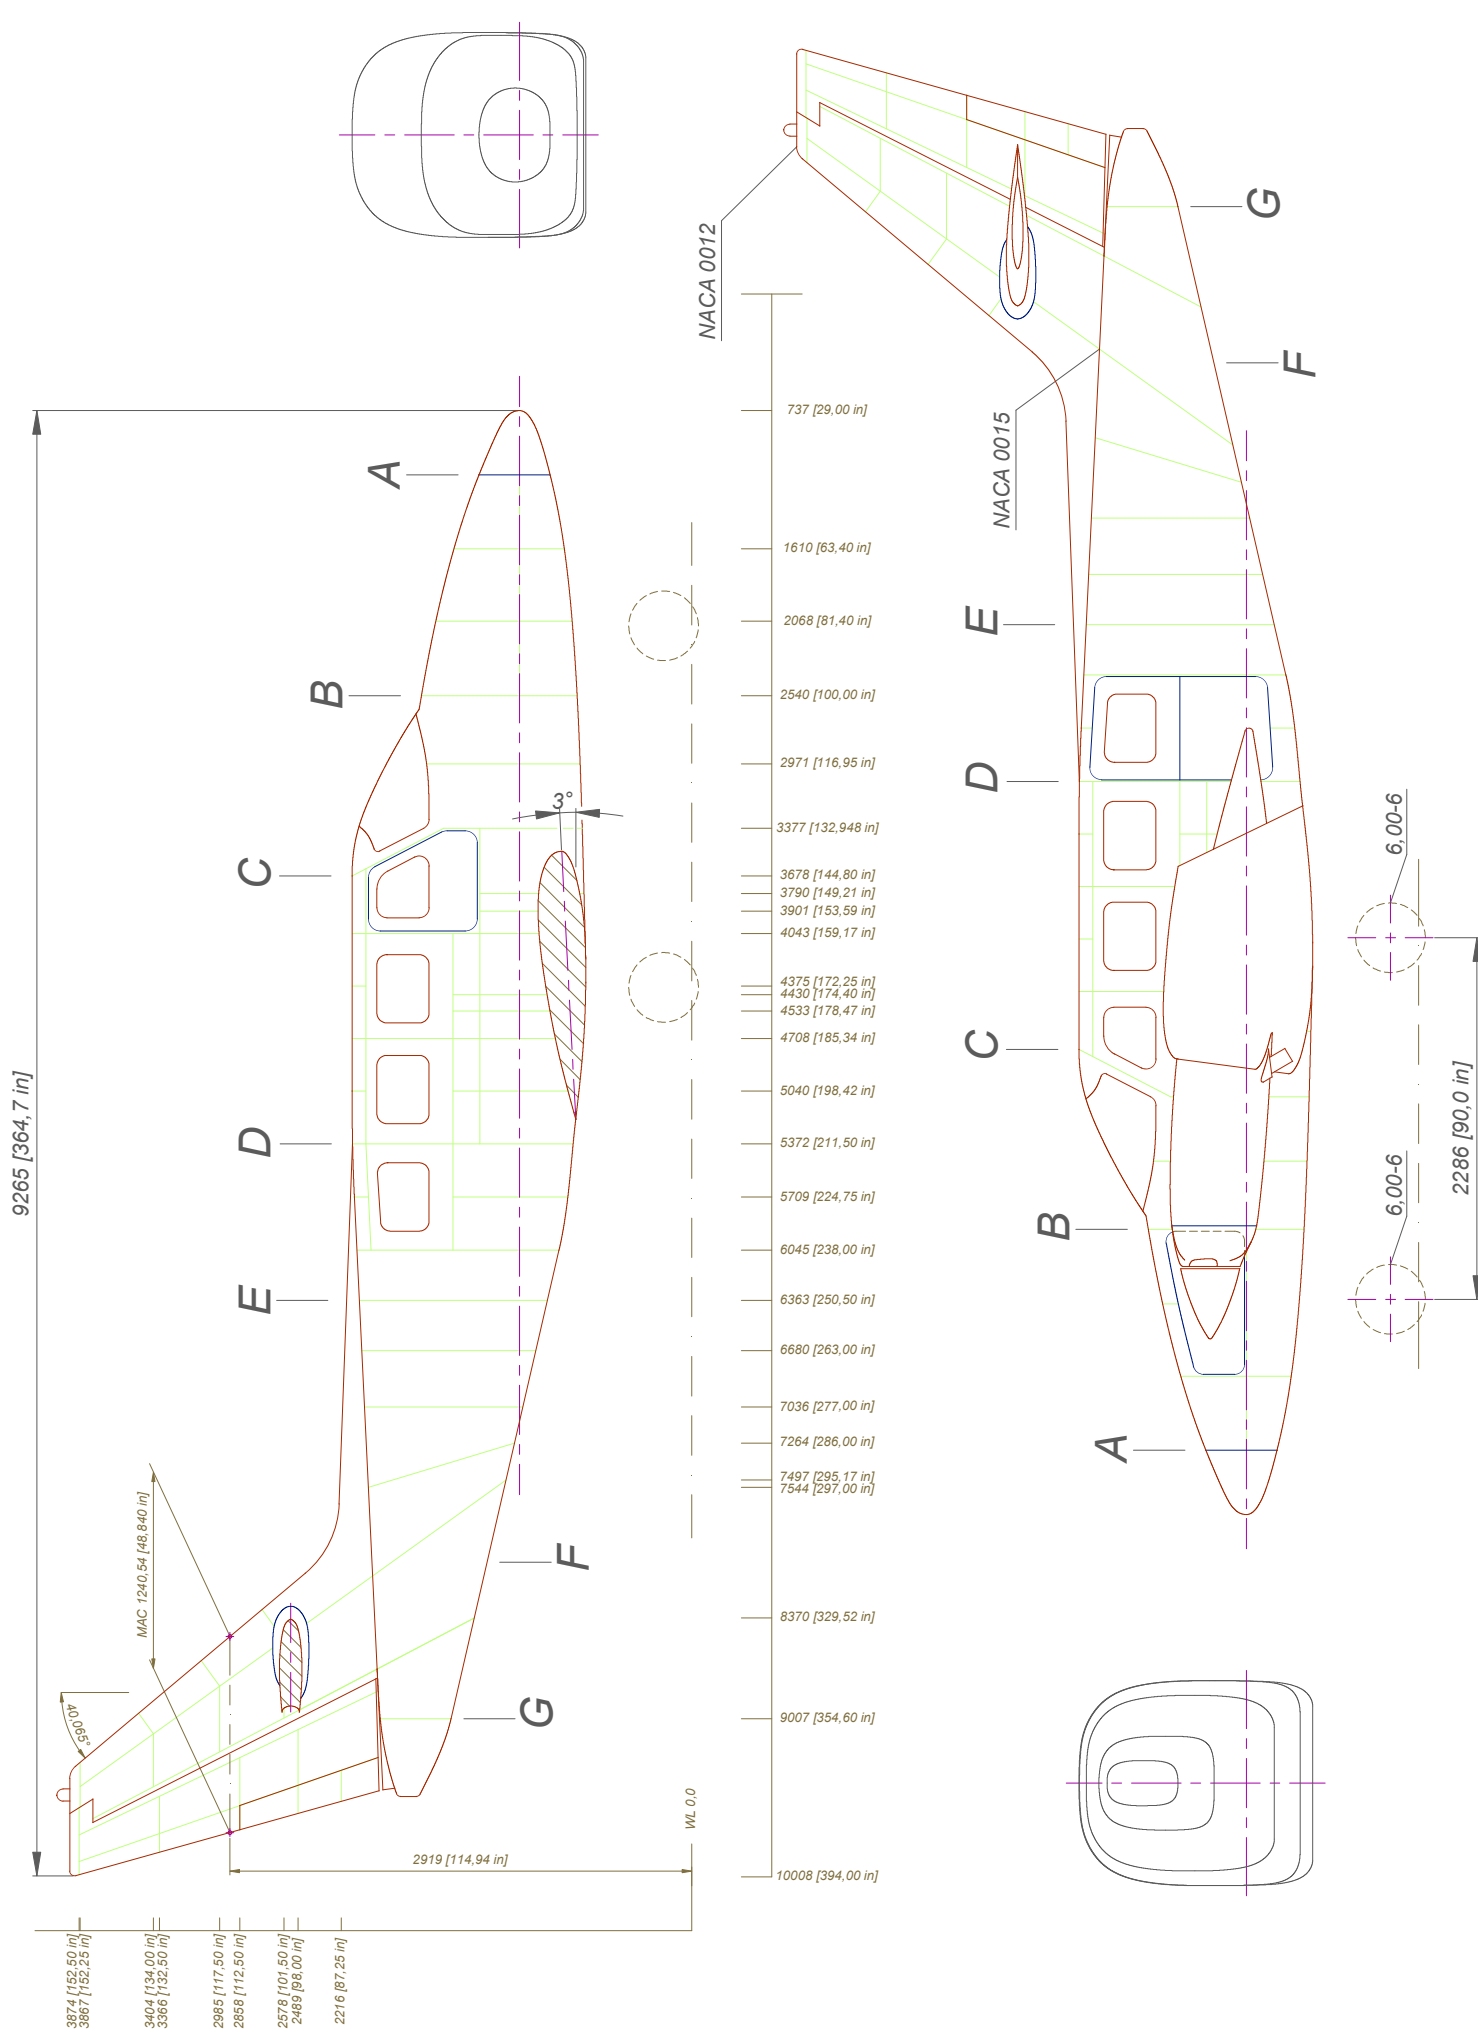 NACA 0012
NACA 0015
G
F
E
D
C
B
A
6,00-6
6,00-6
2286 [90,0 in]
9265 [364,7 in]
A
B
C
D
E
F
G
3°
737 [29,00 in]
1610 [63,40 in]
2068 [81,40 in]
2540 [100,00 in]
2971 [116,95 in]
3377 [132,948 in]
3678 [144,80 in]
3790 [149,21 in]
3901 [153,59 in]
4043 [159,17 in]
4375 [172,25 in]
4430 [174,40 in]
4533 [178,47 in]
4708 [185,34 in]
5040 [198,42 in]
5372 [211,50 in]
5709 [224,75 in]
6045 [238,00 in]
6363 [250,50 in]
6680 [263,00 in]
7036 [277,00 in]
7264 [286,00 in]
7497 [295,17 in]
7544 [297,00 in]
8370 [329,52 in]
9007 [354,60 in]
10008 [394,00 in]
MAC 1240,54 [48,840 in]
40,065°
WL 0,0
2919 [114,94 in]
3874 [152,50 in]
3867 [152,25 in]
3404 [134,00 in]
3366 [132,50 in]
2985 [117,50 in]
2858 [112,50 in]
2578 [101,50 in]
2489 [98,00 in]
2216 [87,25 in]